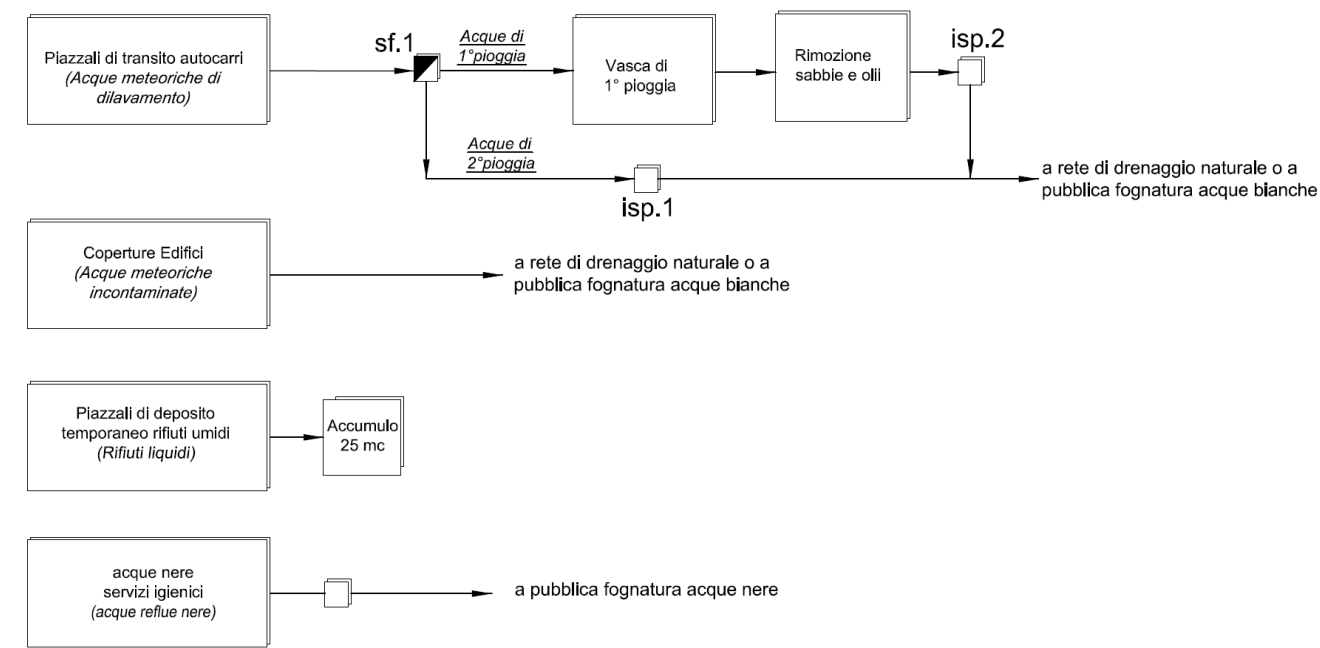 Piazzali di transito autocarri
(Acque meteoriche di
dilavamento)
sf.1
Acque di
1°pioggia
Vasca di
1° pioggia
Rimozione
sabbie e olii
isp.2
Acque di
2°pioggia
isp.1
a rete di drenaggio naturale o a
pubblica fognatura acque bianche
Coperture Edifici
(Acque meteoriche
incontaminate)
a rete di drenaggio naturale o a
pubblica fognatura acque bianche
Piazzali di deposito
temporaneo rifiuti umidi
(Rifiuti liquidi)
Accumulo
25 mc
acque nere
servizi igienici
(acque reflue nere)
a pubblica fognatura acque nere